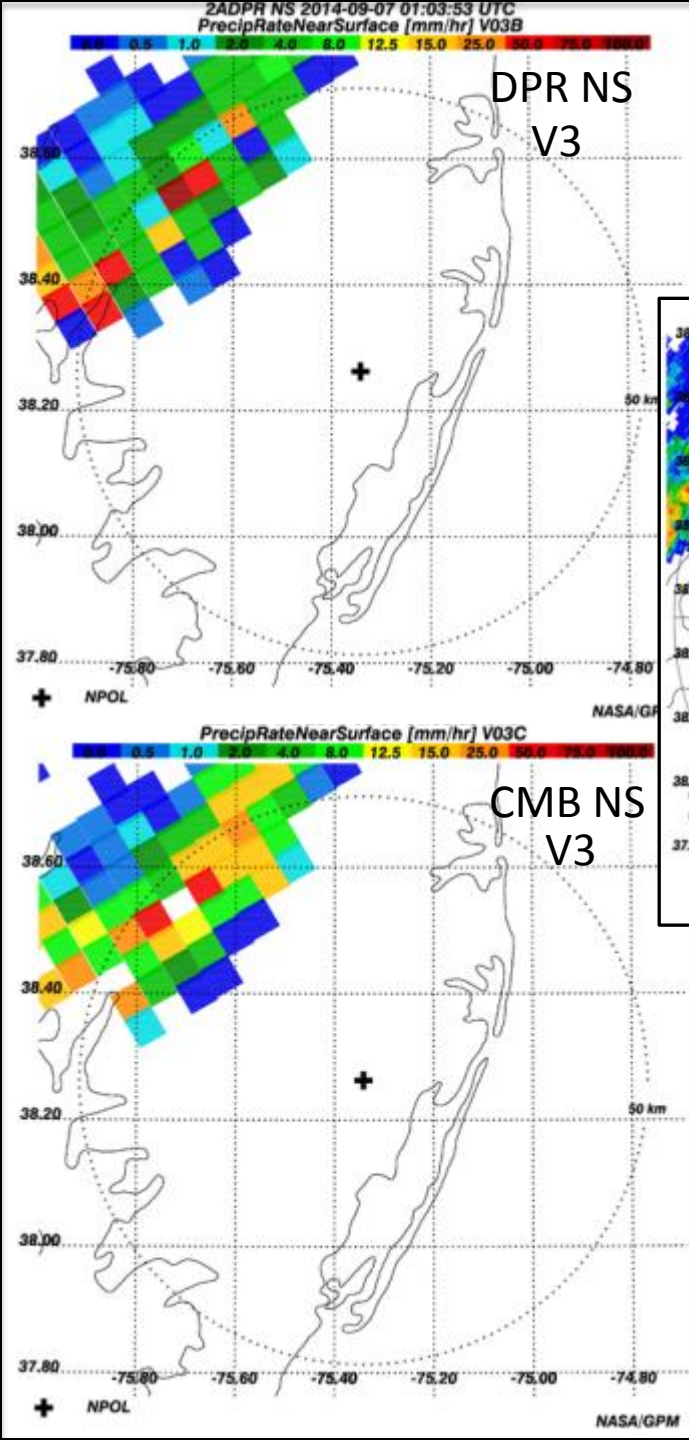 2ADPR NS 2014-09-07 01:03:53 UTC
PrecipRateNearSurface [mm/hr] V03B
0.0 0.5 1.0 2.0 4.0 8.0 12.5 15.0 25.0 50.0 75.0 100.0
DPR NS
V3
38.60
38.40
38.20
50 km
38.00
37.80
-75.80 -75.60 -75.40 -75.20 -75.00 -74.80
NPOL
NASA/GP
PrecipRateNearSurface [mm/hr] V03C
0.0 0.5 1.0 2.0 4.0 8.0 12.5 15.0 25.0 50.0 75.0 100.0
CMB NS
V3
38.60
38.40
38.20
50 km
38.00
37.80
-75.80 -75.60 -75.40 -75.20 -75.00 -74.80
NPOL
NASA/GPM